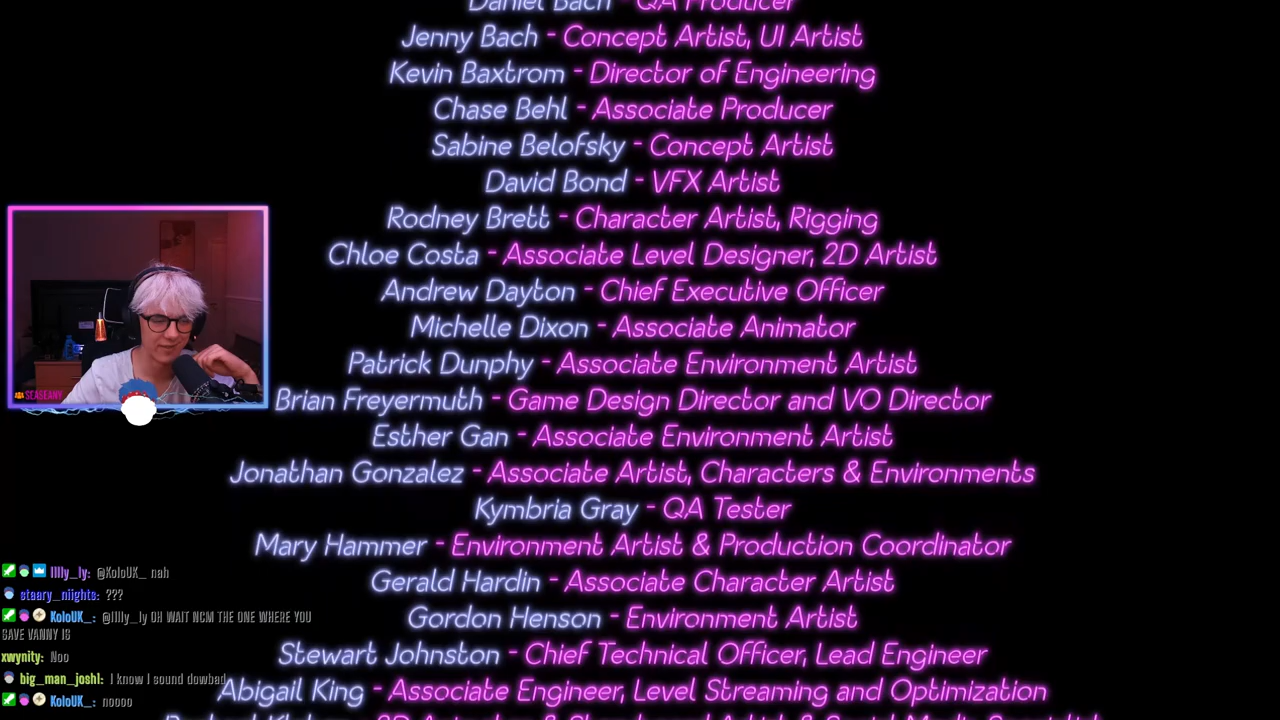 Daniel Bach - QA Producer
Jenny Bach - Concept Artist, UI Artist
Kevin Baxtrom - Director of Engineering
Chase Behl - Associate Producer
Sabine Belofsky - Concept Artist
David Bond - VFX Artist
Rodney Brett - Character Artist, Rigging
Chloe Costa - Associate Level Designer, 2D Artist
Andrew Dayton - Chief Executive Officer
Michelle Dixon - Associate Animator
Patrick Dunphy - Associate Environment Artist
Brian Freyermuth - Game Design Director and VO Director
Esther Gan - Associate Environment Artist
Jonathan Gonzalez - Associate Artist, Characters & Environments
Kymbria Gray - QA Tester
Mary Hammer - Environment Artist & Production Coordinator
Gerald Hardin - Associate Character Artist
Gordon Henson - Environment Artist
Stewart Johnston - Chief Technical Officer, Lead Engineer
Abigail King - Associate Engineer, Level Streaming and Optimization
SEASEANY
@KoloUK_ nah
staary_niights: ???
KoloUK_: OH WAIT NCM THE ONE WHERE YOU
SAVE VANNY IS
xwynity: Noo
I know I sound dowbad
KoloUK_: noooo